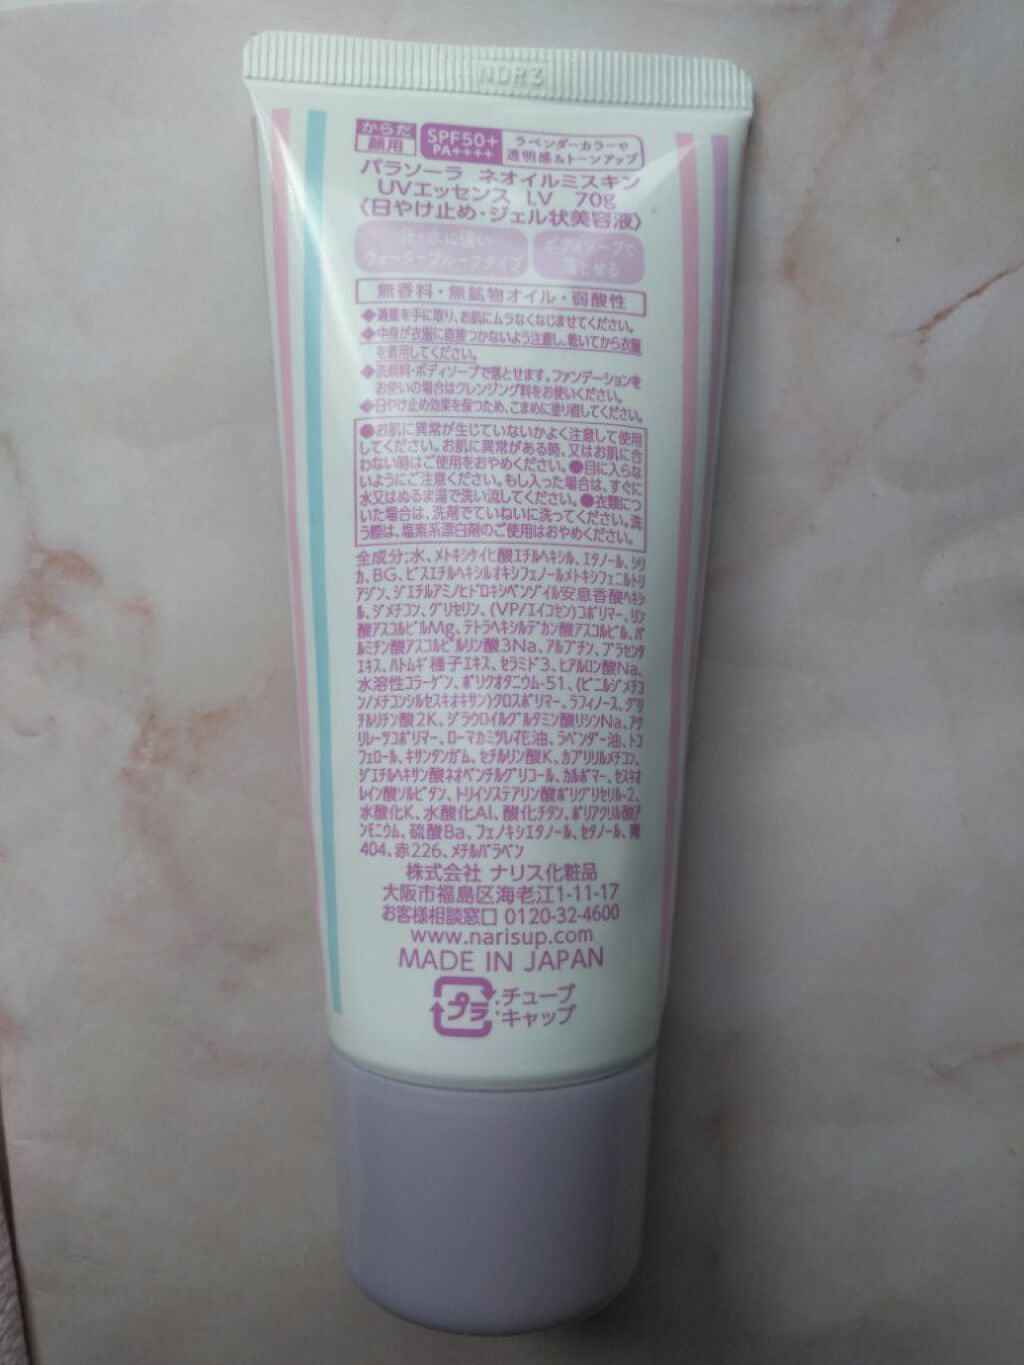 NDR3
からだ
顔用
SPF50+
PA++++
ラベンダーカラーで
透明感&トーンアップ
パラソーラ ネオイルミスキン
UVエッセンス LV 70g
〈日やけ止め・ジェル状美容液〉
汗・水に強い
ウォータープルーフタイプ
ボディソープで
落とせる
無香料・無鉱物オイル・弱酸性
◆適量を手に取り、お肌にムラなくなじませてください。
◆中身が衣服に直接つかないよう注意し、乾いてから衣服
を着用してください。
◆洗顔料・ボディソープで落とせます。ファンデーションを
お使いの場合はクレンジング料をお使いください。
◆日やけ止め効果を保つため、こまめに塗り直してください。
●お肌に異常が生じていないかよく注意して使用
してください。お肌に異常がある時、又はお肌に合
わない時はご使用をおやめください。●目に入らな
いようにご注意ください。もし入った場合は、すぐに
水又はぬるま湯で洗い流してください。●衣類につ
いた場合は、洗剤でていねいに洗ってください。洗
う際は、塩素系漂白剤のご使用はおやめください。
全成分:水、メトキシケイヒ酸エチルヘキシル、エタノール、シリ
カ、BG、ビスエチルヘキシルオキシフェノールメトキシフェニルトリ
アジン、ジエチルアミノヒドロキシベンゾイル安息香酸ヘキシ
ル、ジメチコン、グリセリン、(VP/エイコセン)コポリマー、リン
酸アスコルビルMg、テトラヘキシルデカン酸アスコルビル、パ
ルミチン酸アスコルビルリン酸3Na、アルブチン、プラセンタ
エキス、ハトムギ種子エキス、セラミド3、ヒアルロン酸Na、
水溶性コラーゲン、ポリクオタニウム-51、(ビニルジメチコ
ン/メチコンシルセスキオキサン)クロスポリマー、ラフィノース、グリ
チルリチン酸2K、ジラウロイルグルタミン酸リシンNa、アク
リレーツコポリマー、ローマカミツレ花油、ラベンダー油、トコ
フェロール、キサンタンガム、セチルリン酸K、カプリリルメチコン、
ジエチルヘキサン酸ネオペンチルグリコール、カルボマー、セスキオ
レイン酸ソルビタン、トリイソステアリン酸ポリグリセリル-2、
水酸化K、水酸化Al、酸化チタン、ポリアクリル酸ア
ンモニウム、硫酸Ba、フェノキシエタノール、セタノール、青
404、赤226、メチルパラベン
株式会社 ナリス化粧品
大阪市福島区海老江1-11-17
お客様相談窓口 0120-32-4600
www.narisup.com
MADE IN JAPAN
プラ :チューブ
:キャップ